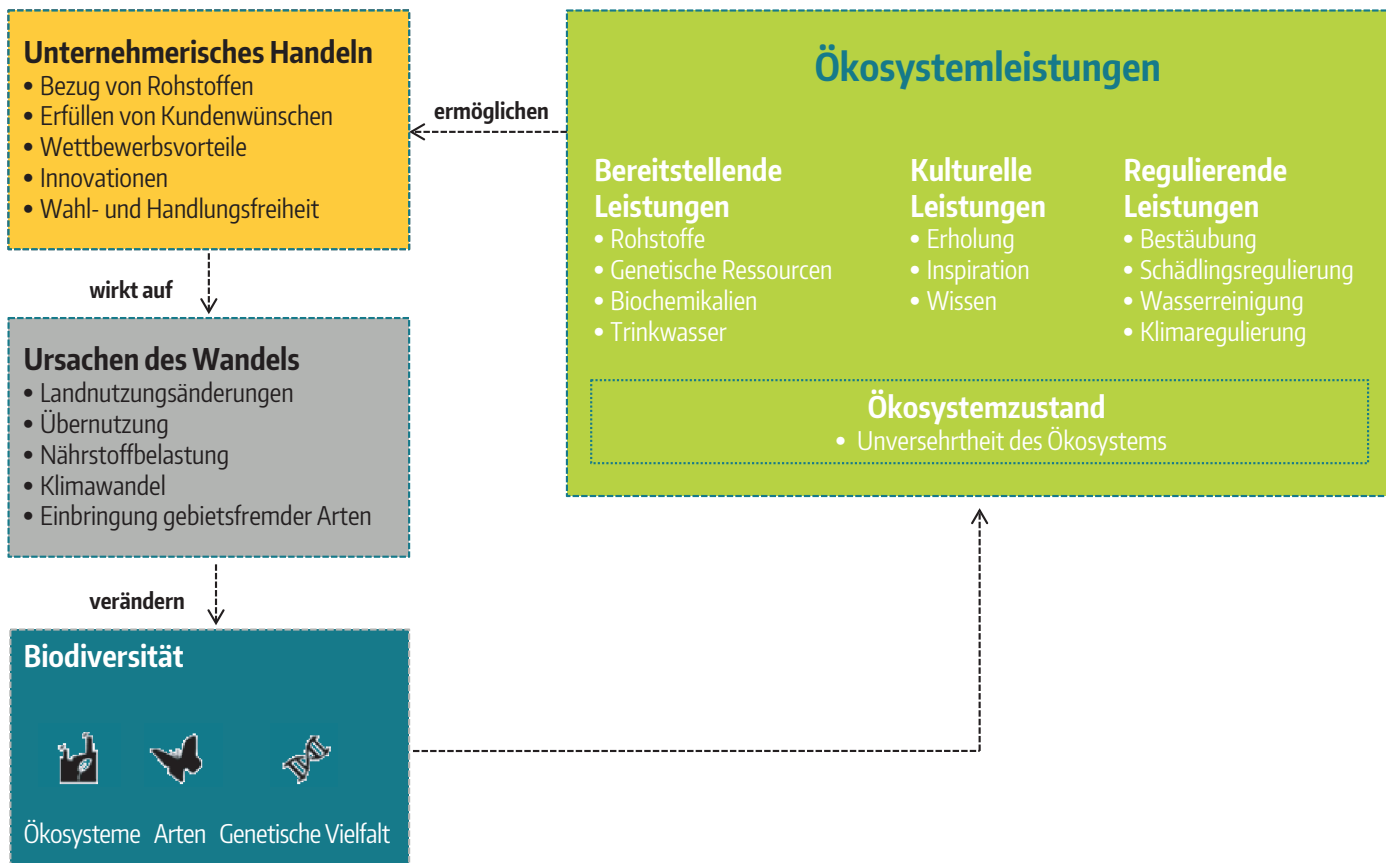 Unternehmerisches Handeln
• Bezug von Rohstoffen
• Erfüllen von Kundenwünschen
• Wettbewerbsvorteile
• Innovationen
• Wahl- und Handlungsfreiheit
wirkt auf
Ursachen des Wandels
• Landnutzungsänderungen
• Übernutzung
• Nährstoffbelastung
• Klimawandel
• Einbringung gebietsfremder Arten
verändern
Biodiversität
Ökosysteme
Arten
Genetische Vielfalt
ermöglichen
Ökosystemleistungen
Bereitstellende
Leistungen
• Rohstoffe
• Genetische Ressourcen
• Biochemikalien
• Trinkwasser
Kulturelle
Leistungen
• Erholung
• Inspiration
• Wissen
Regulierende
Leistungen
• Bestäubung
• Schädlingsregulierung
• Wasserreinigung
• Klimaregulierung
Ökosystemzustand
• Unversehrtheit des Ökosystems